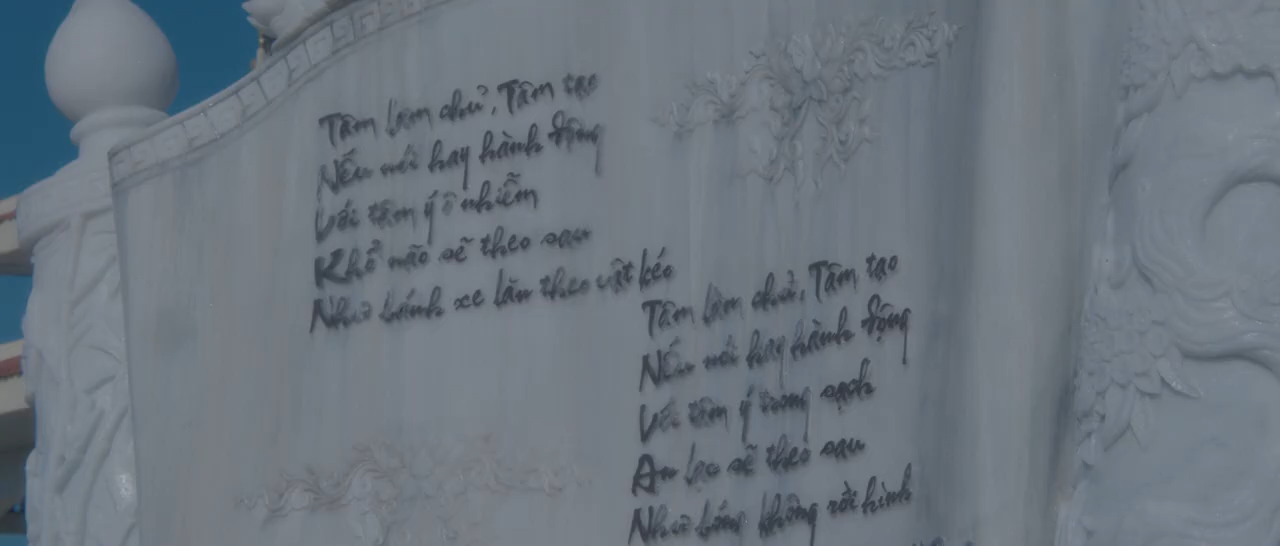 Tâm làm chủ, Tâm tạo
Nếu nói hay hành động
Với tâm ý ô nhiễm
Khổ não sẽ theo sau
Như bánh xe lăn theo vật kéo
Tâm làm chủ, Tâm tạo
Nếu nói hay hành động
Với tâm ý trong sạch
An lạc sẽ theo sau
Như bóng không rời hình